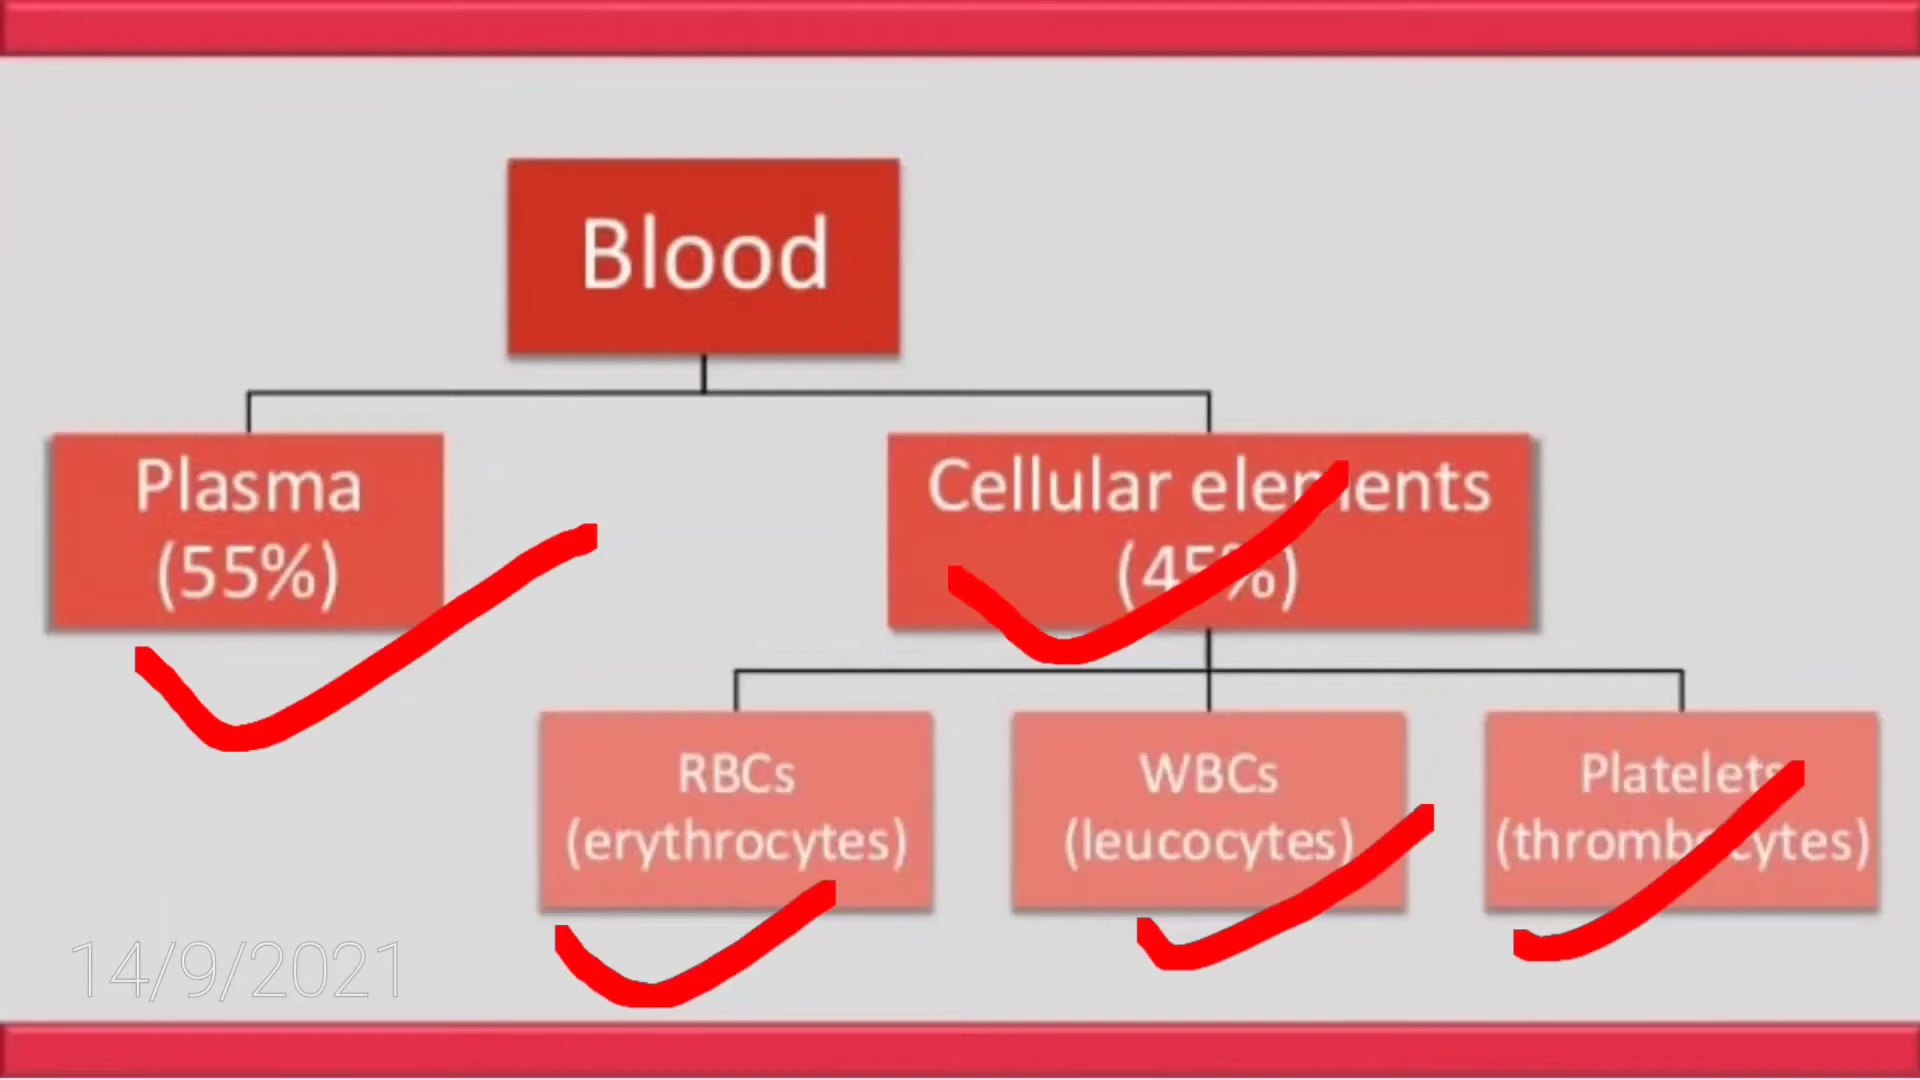 Blood
Plasma
(55%)
Cellular elements
(45%)
RBCs
(erythrocytes)
WBCs
(leucocytes)
Platelets
(thrombocytes)
14/9/2021